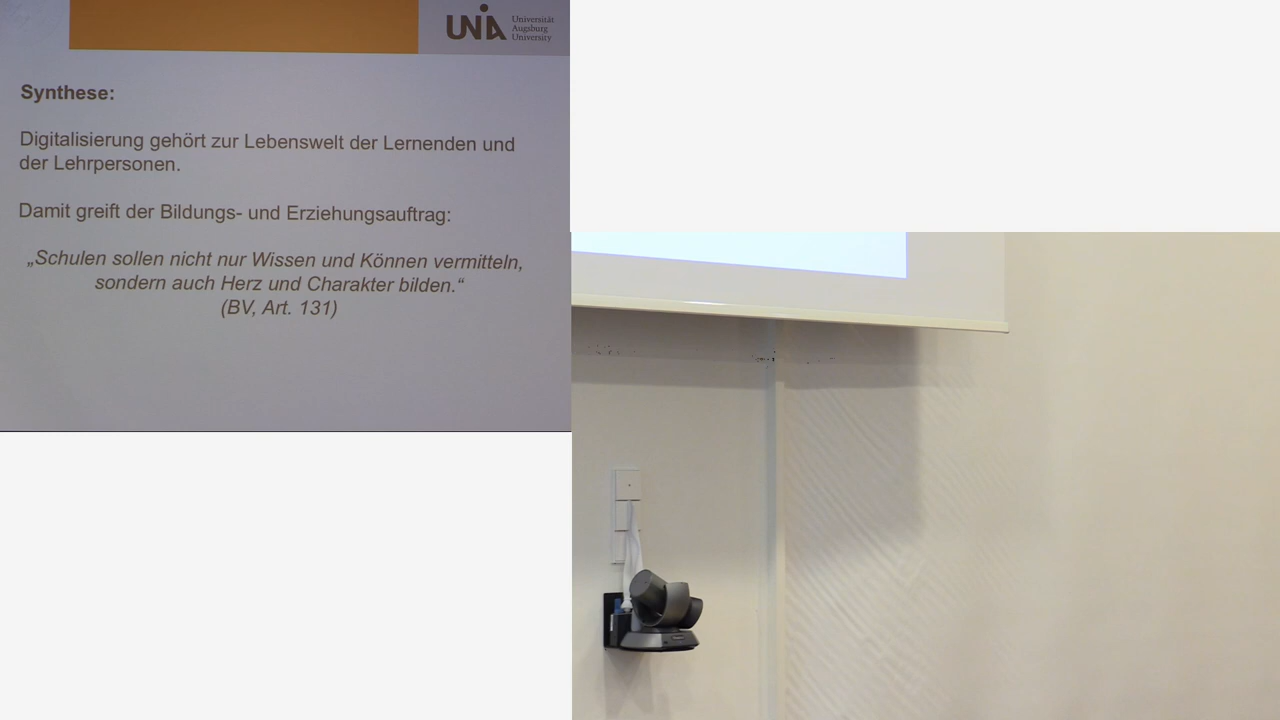 UNIA
Universität
Augsburg
University
Synthese:
Digitalisierung gehört zur Lebenswelt der Lernenden und
der Lehrpersonen.
Damit greift der Bildungs- und Erziehungsauftrag:
„Schulen sollen nicht nur Wissen und Können vermitteln,
sondern auch Herz und Charakter bilden.“
(BV, Art. 131)